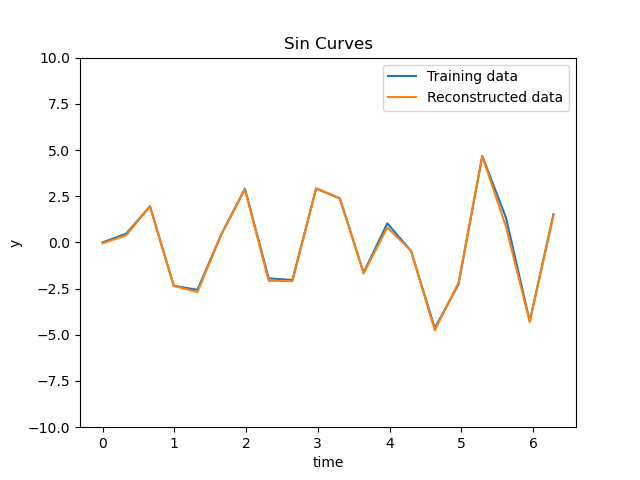 Sin Curves
Training data
Reconstructed data
10.0
7.5
5.0
2.5
0.0
−2.5
−5.0
−7.5
−10.0
y
0 1 2 3 4 5 6
time